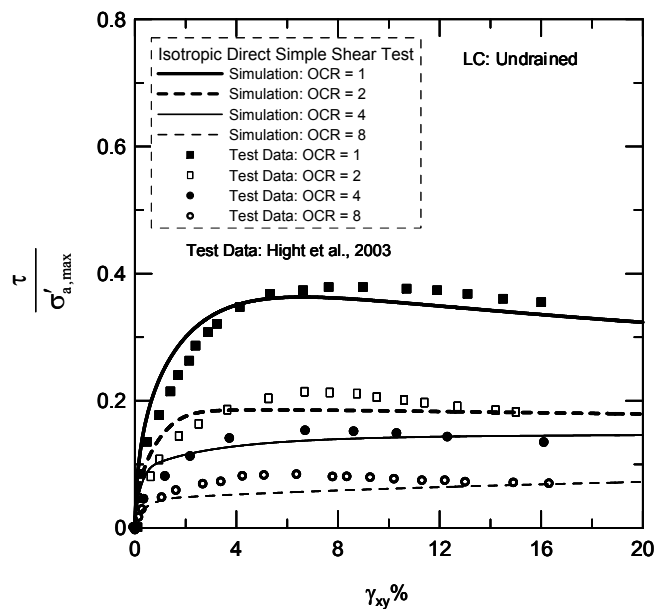 0.8
Isotropic Direct Simple Shear Test
LC: Undrained
Simulation: OCR = 1
Simulation: OCR = 2
Simulation: OCR = 4
Simulation: OCR = 8
Test Data: OCR = 1
Test Data: OCR = 2
Test Data: OCR = 4
Test Data: OCR = 8
Test Data: Hight et al., 2003
0.6
0.4
0.2
0
τ
σ′a,max
0 4 8 12 16 20
γxy%